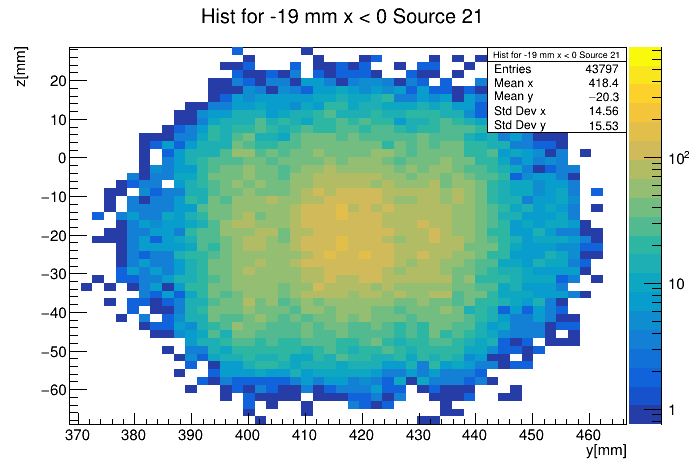 Hist for -19 mm x < 0 Source 21
z[mm]
Hist for -19 mm x < 0 Source 21
Entries 43797
Mean x 418.4
Mean y −20.3
Std Dev x 14.56
Std Dev y 15.53
20
10
0
−10
−20
−30
−40
−50
−60
10²
10
1
370 380 390 400 410 420 430 440 450 460
y[mm]